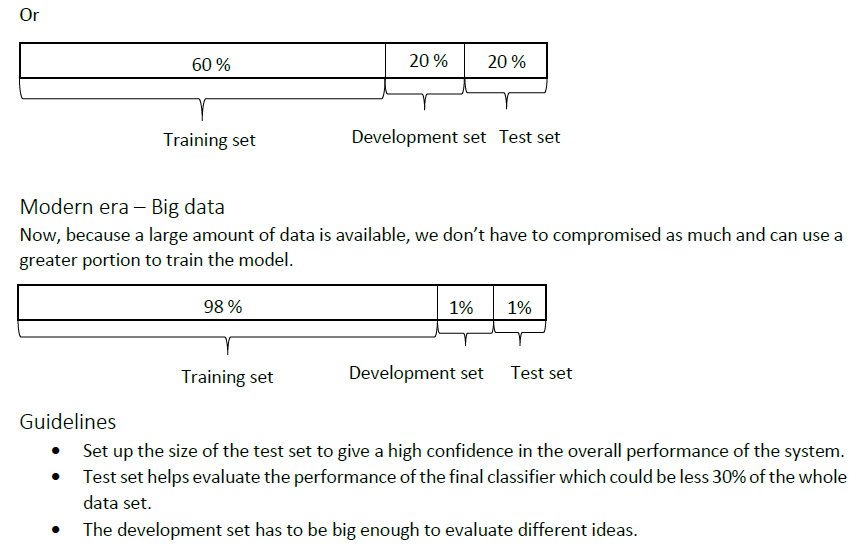 Or
60 % 20 % 20 %
Training set Development set Test set
Modern era – Big data
Now, because a large amount of data is available, we don’t have to compromised as much and can use a
greater portion to train the model.
98 % 1% 1%
Training set Development set Test set
Guidelines
• Set up the size of the test set to give a high confidence in the overall performance of the system.
• Test set helps evaluate the performance of the final classifier which could be less 30% of the whole
data set.
• The development set has to be big enough to evaluate different ideas.